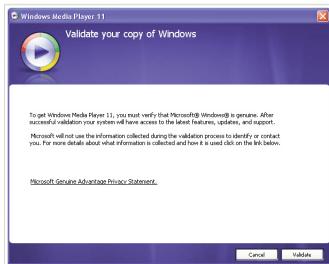 Windows Media Player 11
Validate your copy of Windows
To get Windows Media Player 11, you must verify that Microsoft® Windows® is genuine. After
successful validation your system will have access to the latest features, updates, and support.
Microsoft will not use the information collected during the validation process to identify or contact
you. For more details about what information is collected and how it is used click on the link below.
Microsoft Genuine Advantage Privacy Statement.
Cancel Validate